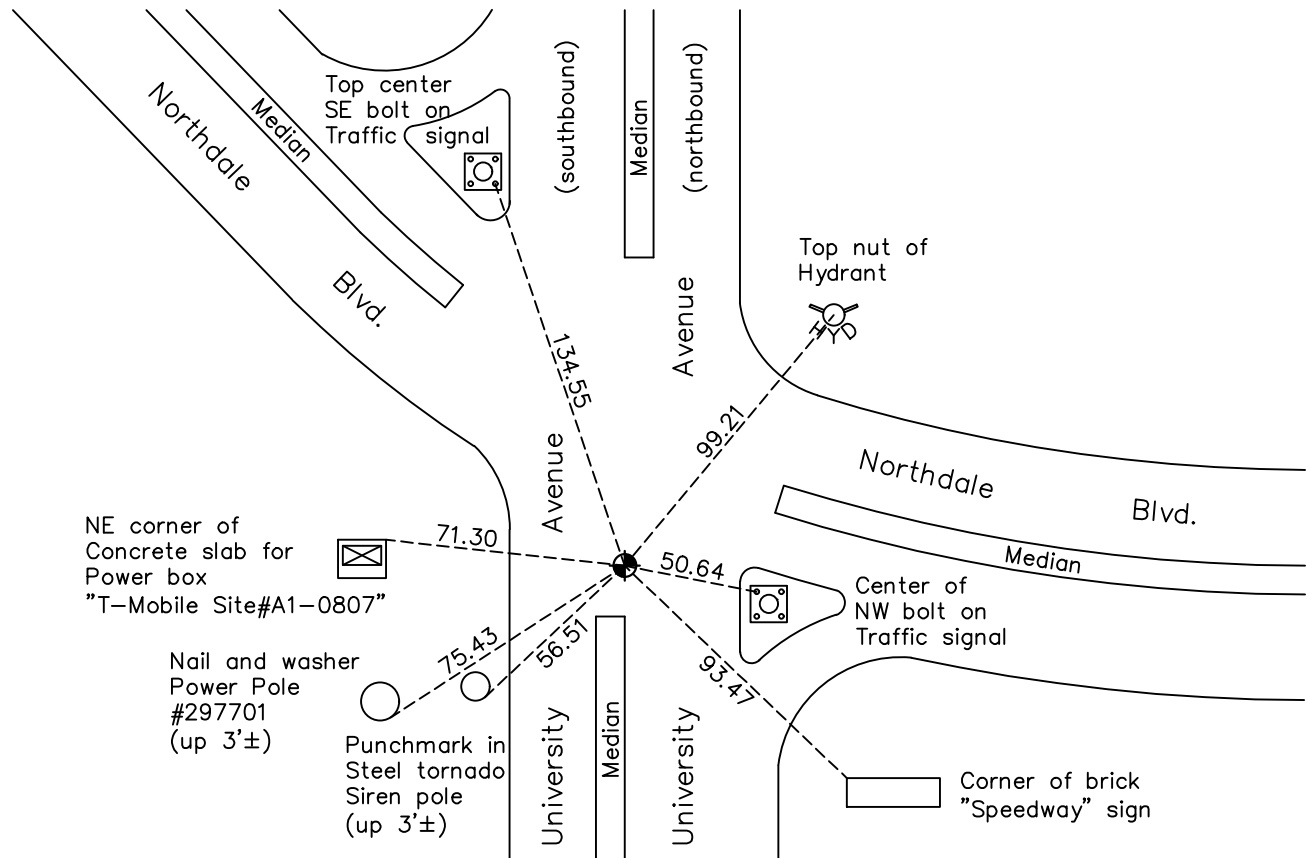 Top center
SE bolt on
Traffic signal
Northdale
Median
Blvd.
(southbound)
Median
(northbound)
Top nut of
Hydrant
HYD
Avenue
134.55
99.21
Avenue
Northdale
Blvd.
Median
NE corner of
Concrete slab for
Power box
"T-Mobile Site#A1-0807"
71.30
50.64
Center of
NW bolt on
Traffic signal
Nail and washer
Power Pole
#297701
(up 3'±)
75.43
56.51
93.47
Punchmark in
Steel tornado
Siren pole
(up 3'±)
University
Median
University
Corner of brick
"Speedway" sign